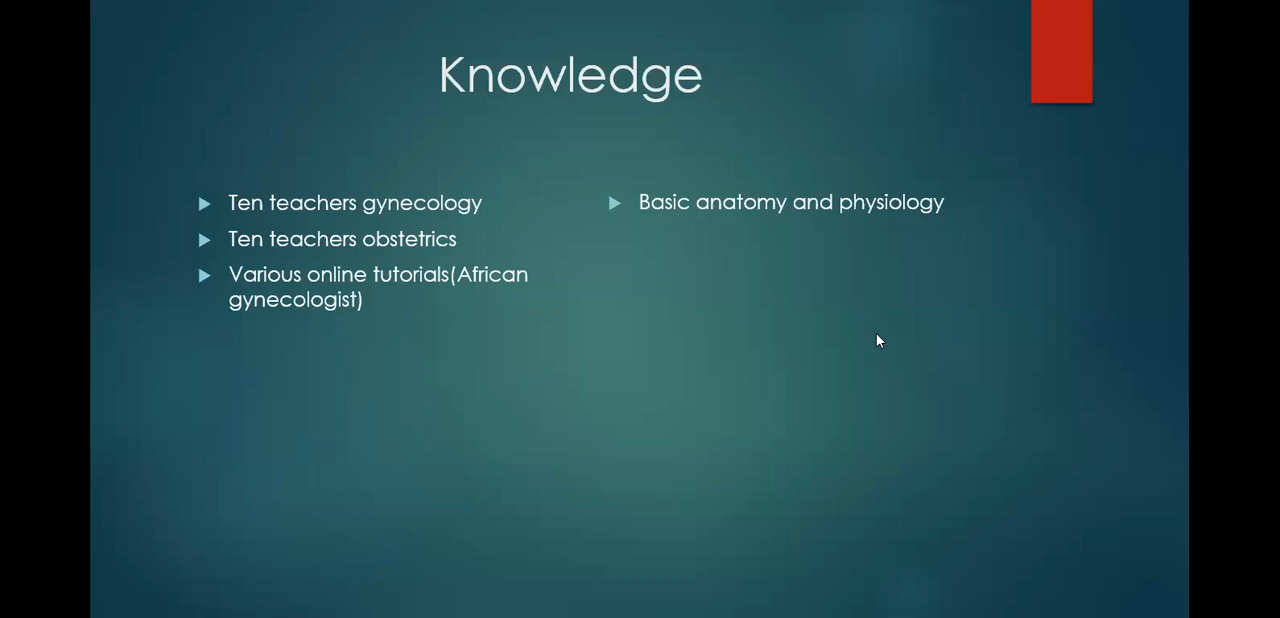 Knowledge
Ten teachers gynecology
Ten teachers obstetrics
Various online tutorials(African
gynecologist)
Basic anatomy and physiology